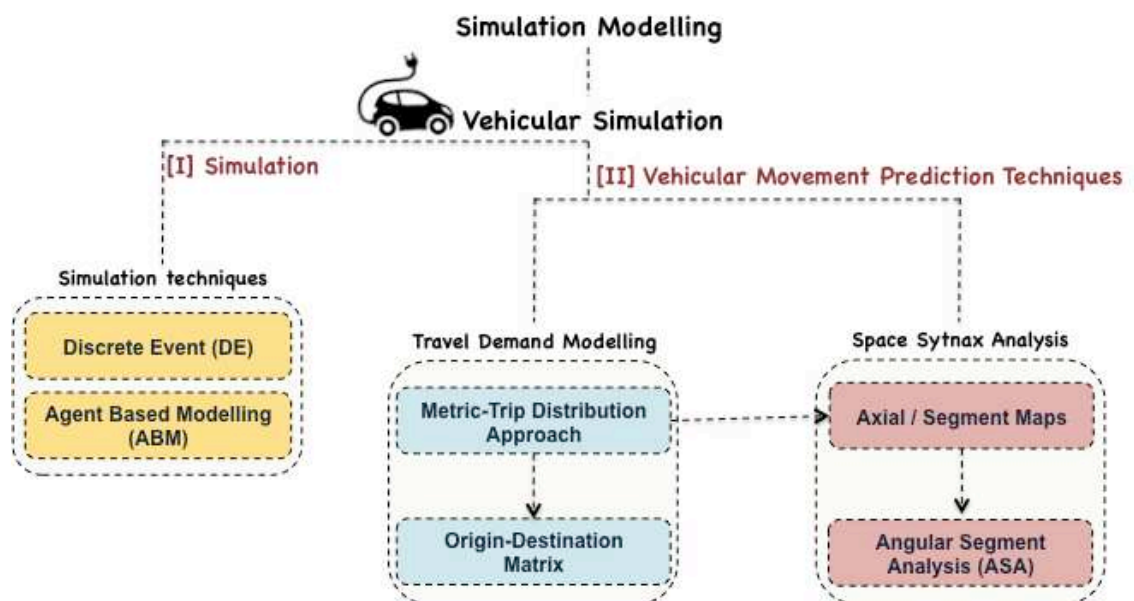 Simulation Modelling
Vehicular Simulation
[I] Simulation
[II] Vehicular Movement Prediction Techniques
Simulation techniques
Discrete Event (DE)
Agent Based Modelling
(ABM)
Travel Demand Modelling
Metric-Trip Distribution
Approach
Origin-Destination
Matrix
Space Sytnax Analysis
Axial / Segment Maps
Angular Segment
Analysis (ASA)